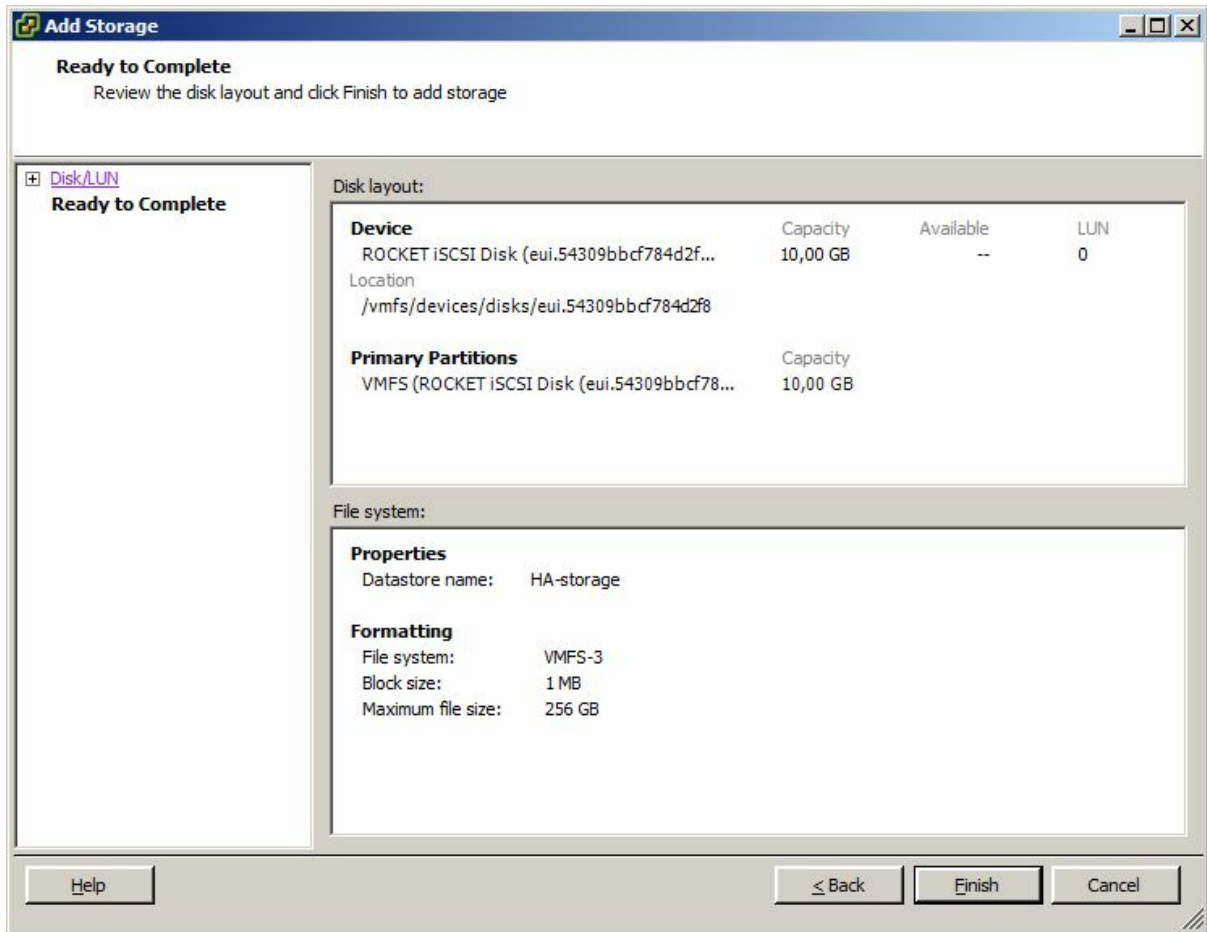 Add Storage
Ready to Complete
Review the disk layout and click Finish to add storage
Disk/LUN
Ready to Complete
Disk layout:
Device Capacity Available LUN
ROCKET iSCSI Disk (eui.54309bbcf784d2f... 10,00 GB -- 0
Location
/vmfs/devices/disks/eui.54309bbcf784d2f8
Primary Partitions Capacity
VMFS (ROCKET iSCSI Disk (eui.54309bbcf78... 10,00 GB
File system:
Properties
Datastore name: HA-storage
Formatting
File system: VMFS-3
Block size: 1 MB
Maximum file size: 256 GB
Help < Back Finish Cancel